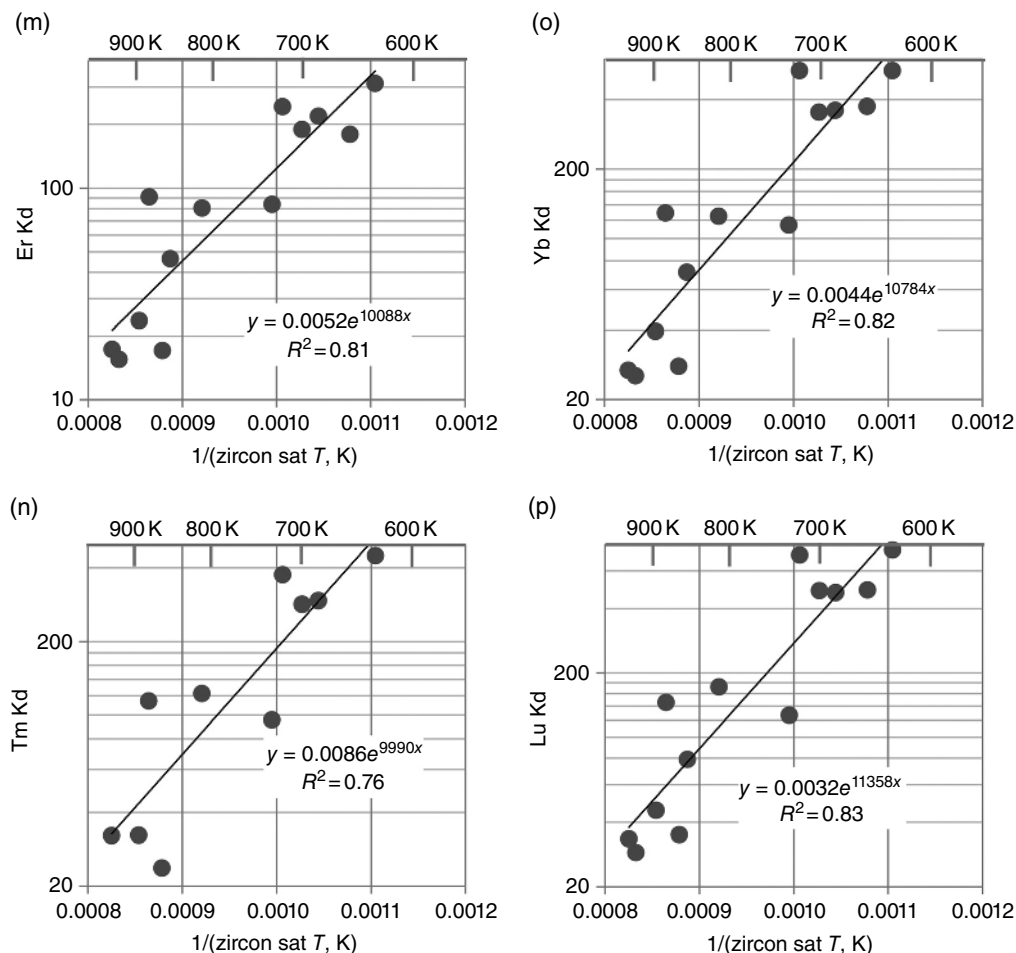 (m)
900 K 800 K 700 K 600 K
100
10
Er Kd
y = 0.0052e^10088x
R² = 0.81
0.0008 0.0009 0.0010 0.0011 0.0012
1/(zircon sat T, K)
(o)
900 K 800 K 700 K 600 K
200
20
Yb Kd
y = 0.0044e^10784x
R² = 0.82
0.0008 0.0009 0.0010 0.0011 0.0012
1/(zircon sat T, K)
(n)
900 K 800 K 700 K 600 K
200
20
Tm Kd
y = 0.0086e^9990x
R² = 0.76
0.0008 0.0009 0.0010 0.0011 0.0012
1/(zircon sat T, K)
(p)
900 K 800 K 700 K 600 K
200
20
Lu Kd
y = 0.0032e^11358x
R² = 0.83
0.0008 0.0009 0.0010 0.0011 0.0012
1/(zircon sat T, K)